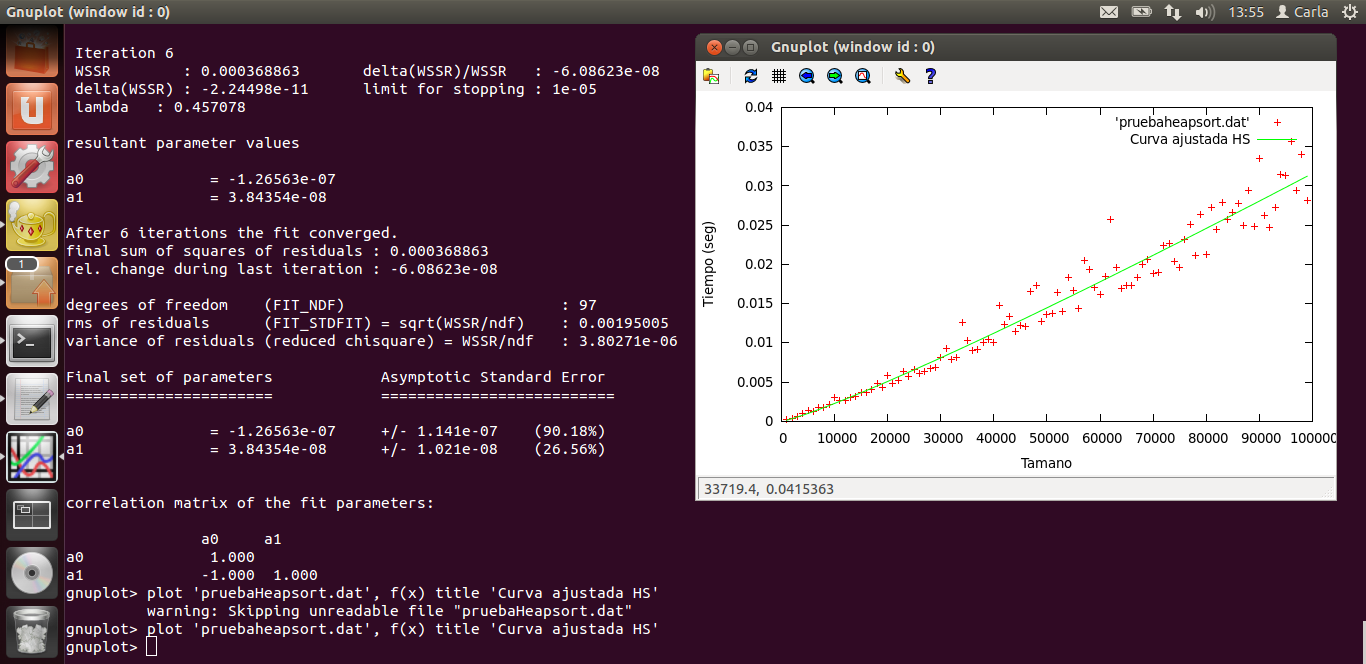 Gnuplot (window id : 0)
13:55
Carla
Iteration 6
WSSR : 0.000368863 delta(WSSR)/WSSR : -6.08623e-08
delta(WSSR) : -2.24498e-11 limit for stopping : 1e-05
lambda : 0.457078
resultant parameter values
a0 = -1.26563e-07
a1 = 3.84354e-08
After 6 iterations the fit converged.
final sum of squares of residuals : 0.000368863
rel. change during last iteration : -6.08623e-08
degrees of freedom (FIT_NDF) : 97
rms of residuals (FIT_STDFIT) = sqrt(WSSR/ndf) : 0.00195005
variance of residuals (reduced chisquare) = WSSR/ndf : 3.80271e-06
Final set of parameters Asymptotic Standard Error
======================= ==========================
a0 = -1.26563e-07 +/- 1.141e-07 (90.18%)
a1 = 3.84354e-08 +/- 1.021e-08 (26.56%)
correlation matrix of the fit parameters:
a0 a1
a0 1.000
a1 -1.000 1.000
gnuplot> plot 'pruebaHeapsort.dat', f(x) title 'Curva ajustada HS'
warning: Skipping unreadable file "pruebaHeapsort.dat"
gnuplot> plot 'pruebaheapsort.dat', f(x) title 'Curva ajustada HS'
gnuplot>
1
Gnuplot (window id : 0)
'pruebaheapsort.dat'
Curva ajustada HS
0.04
0.035
0.03
0.025
0.02
0.015
0.01
0.005
0
Tiempo (seg)
0 10000 20000 30000 40000 50000 60000 70000 80000 90000 100000
Tamano
33719.4, 0.0415363